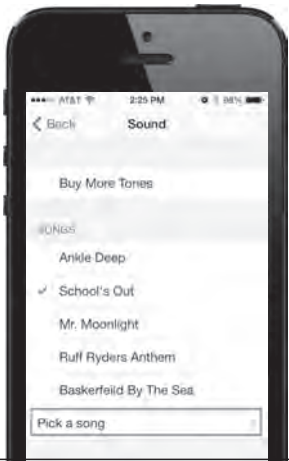 AT&T 2:25 PM 98%
Back Sound
Buy More Tones
SONGS
Ankle Deep
School's Out
Mr. Moonlight
Ruff Ryders Anthem
Baskerfeild By The Sea
Pick a song